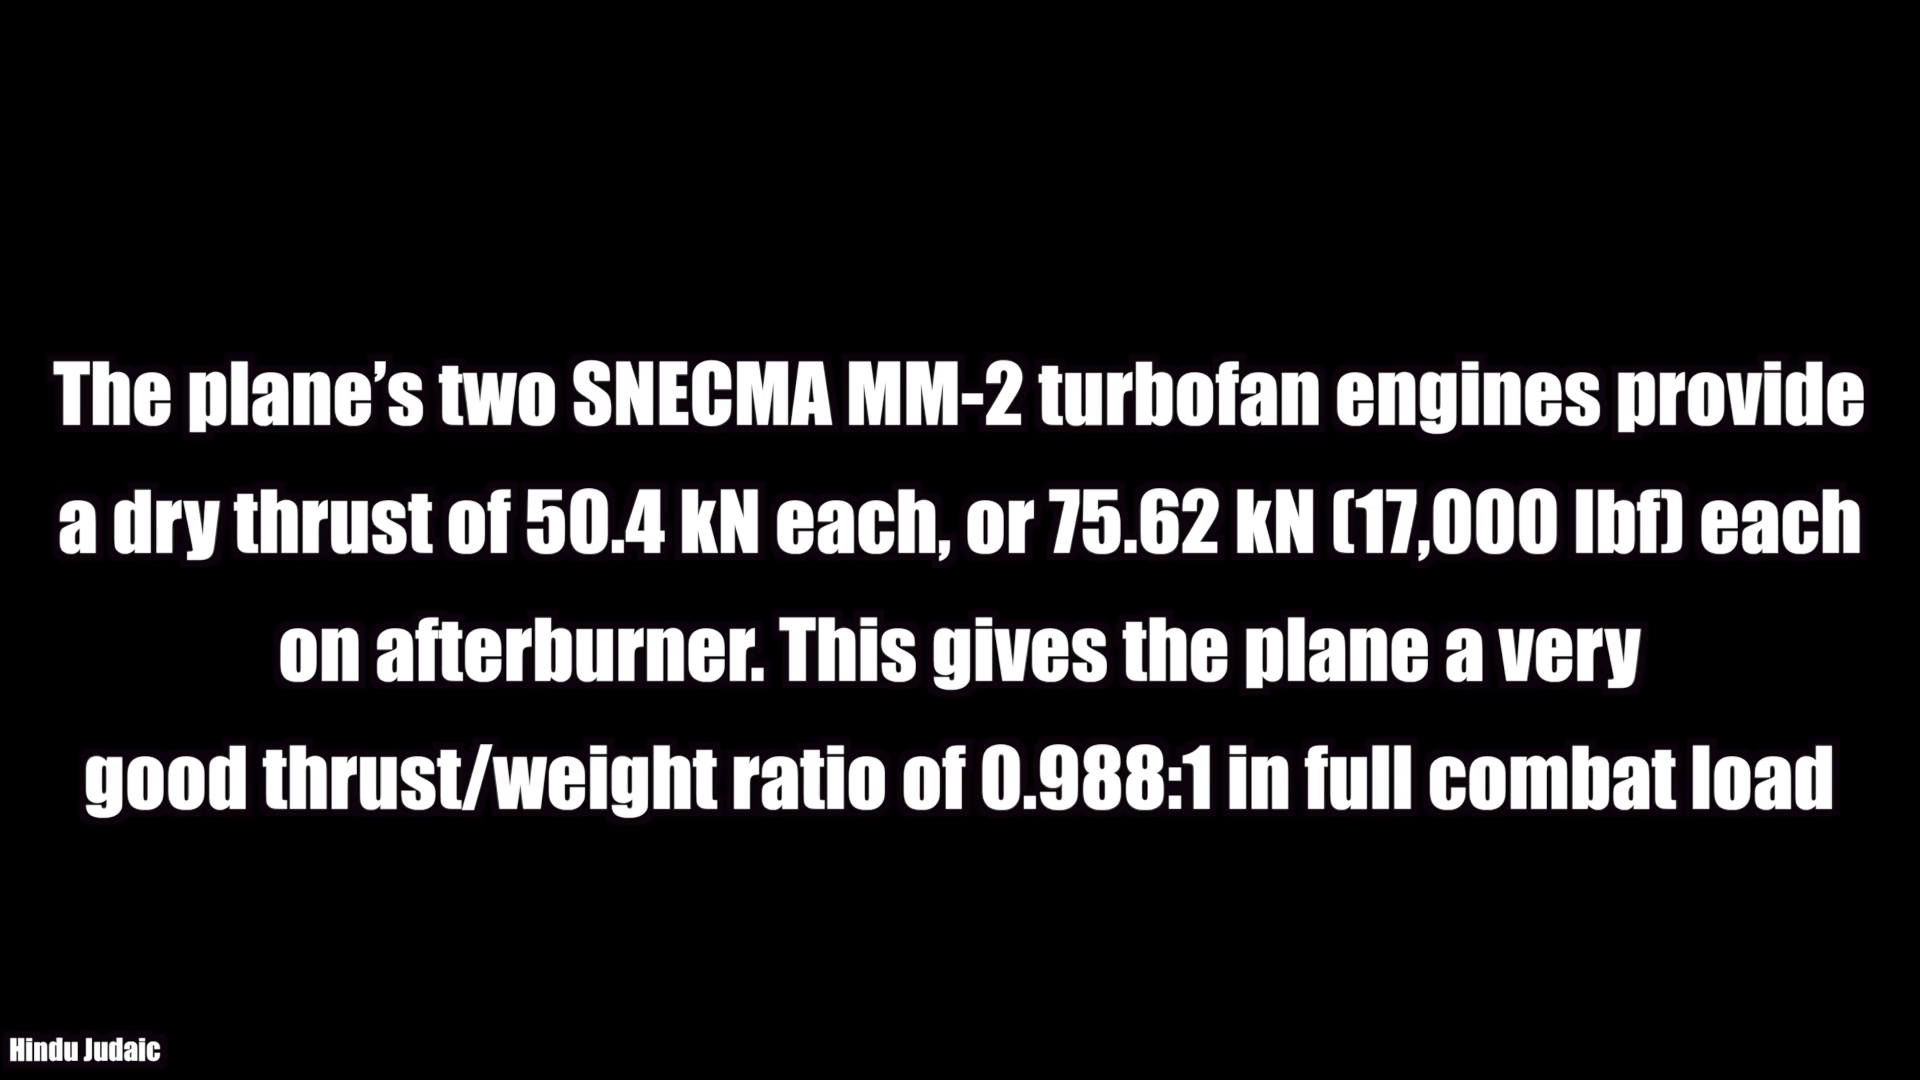 The plane’s two SNECMA MM-2 turbofan engines provide
a dry thrust of 50.4 kN each, or 75.62 kN (17,000 lbf) each
on afterburner. This gives the plane a very
good thrust/weight ratio of 0.988:1 in full combat load
Hindu Judaic